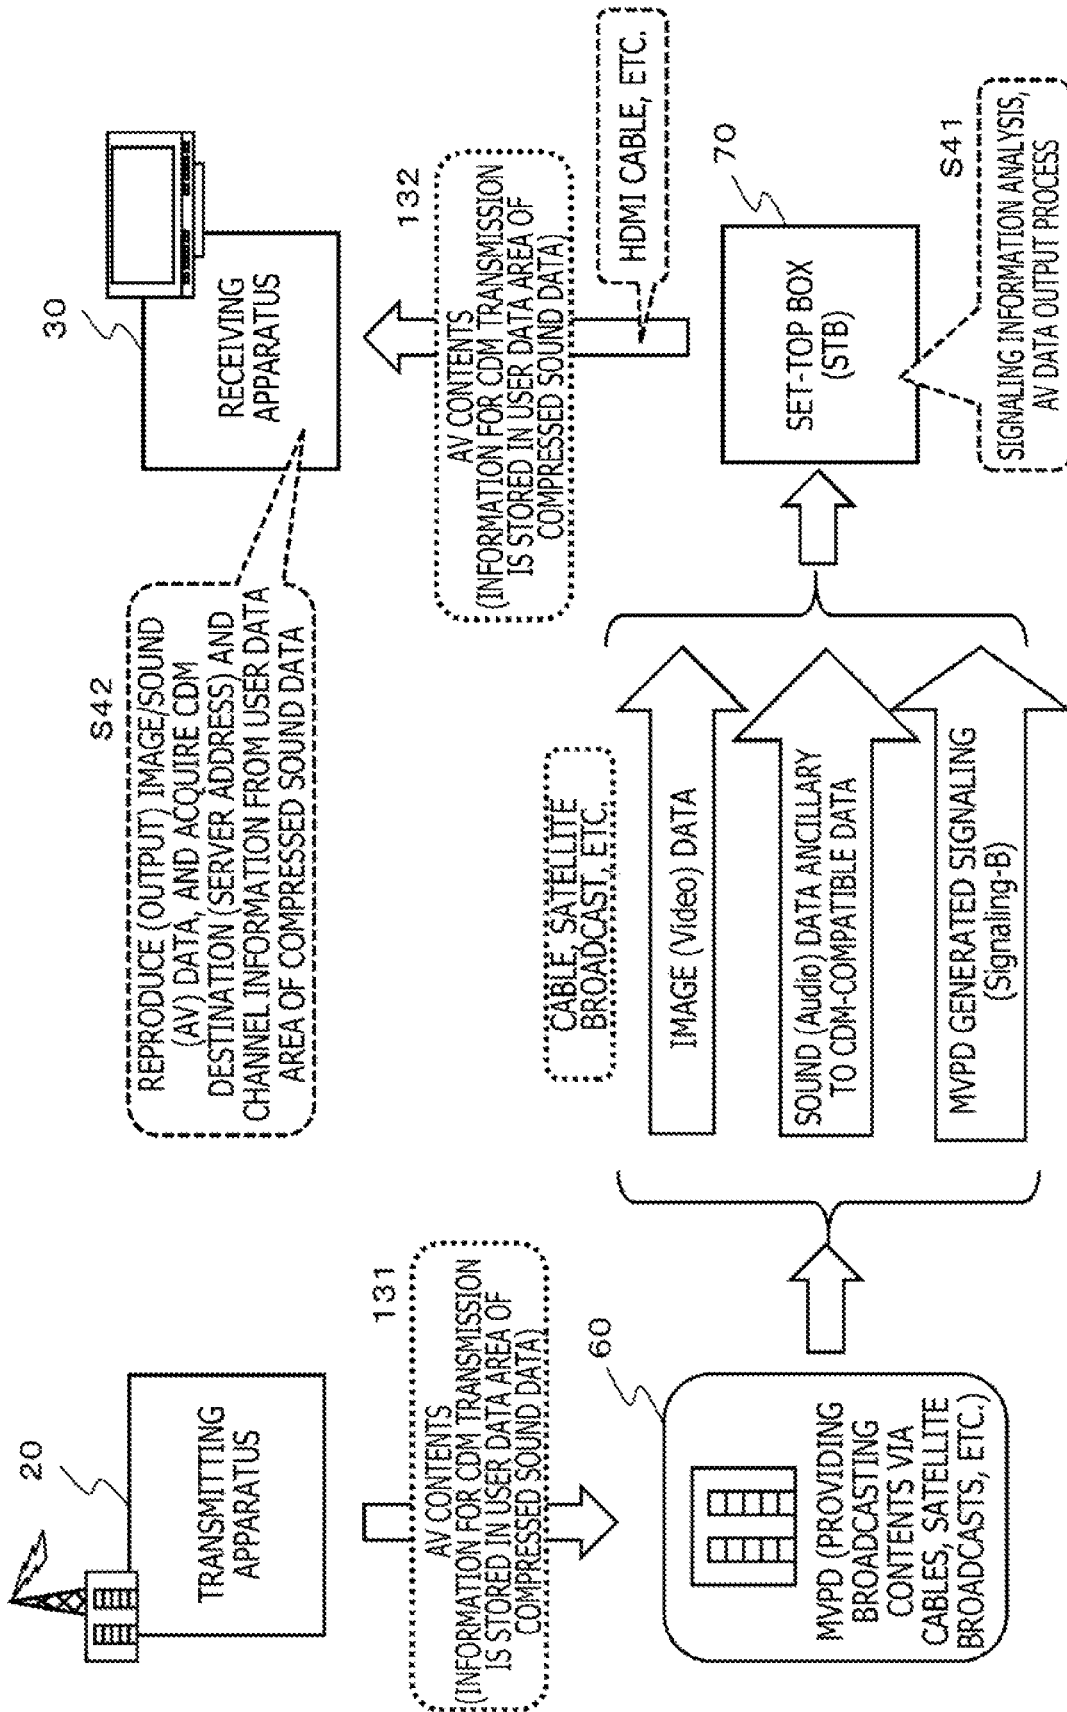 20
TRANSMITTING
APPARATUS
131
AV CONTENTS
(INFORMATION FOR CDM TRANSMISSION
IS STORED IN USER DATA AREA OF
COMPRESSED SOUND DATA)
60
MVPD (PROVIDING
BROADCASTING
CONTENTS VIA
CABLES, SATELLITE
BROADCASTS, ETC.)
S42
REPRODUCE (OUTPUT) IMAGE/SOUND
(AV) DATA, AND ACQUIRE CDM
DESTINATION (SERVER ADDRESS) AND
CHANNEL INFORMATION FROM USER DATA
AREA OF COMPRESSED SOUND DATA
CABLE, SATELLITE
BROADCAST, ETC.
IMAGE (Video) DATA
SOUND (Audio) DATA ANCILLARY
TO CDM-COMPATIBLE DATA
MVPD GENERATED SIGNALING
(Signaling-B)
30
RECEIVING
APPARATUS
132
AV CONTENTS
(INFORMATION FOR CDM TRANSMISSION
IS STORED IN USER DATA AREA OF
COMPRESSED SOUND DATA)
HDMI CABLE, ETC.
70
SET-TOP BOX
(STB)
S41
SIGNALING INFORMATION ANALYSIS,
AV DATA OUTPUT PROCESS